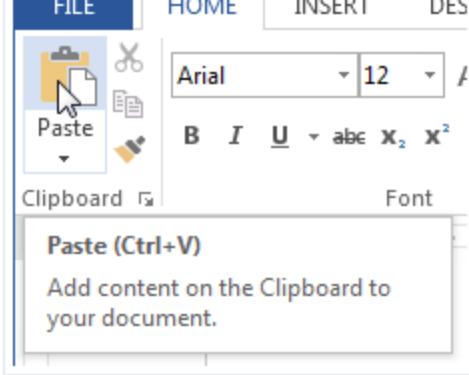 FILE HOME INSERT DES
Arial 12
Paste
B I U abc X₂ X²
Clipboard Font
Paste (Ctrl+V)
Add content on the Clipboard to
your document.